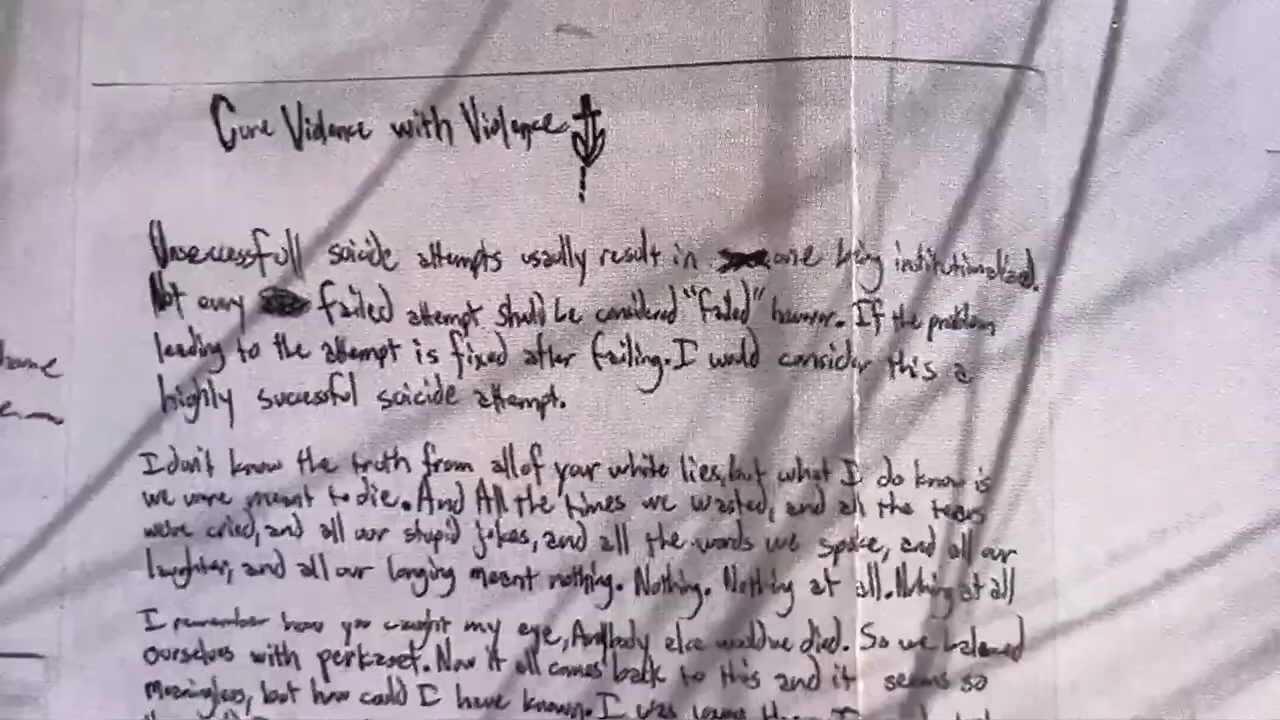 Cure Violence with Violence
Unsecessfull suicide attempts usually result in one being institutionalized.
Not every failed attempt should be considered "failed" however. If the problem
leading to the attempt is fixed after failing. I would consider this a
highly successful suicide attempt.
I don't know the truth from all of your white lies, but what I do know is
we were meant to die. And All the times we wasted, and all the tears
we've cried, and all our stupid jokes, and all the words we spoke, and all our
laughter, and all our longing meant nothing. Nothing. Nothing at all. Nothing at all
I remember how you caught my eye, Anybody else would've died. So we
ourselves with perkaset. Now it all comes back to this and it seems so
meaningless, but how could I have known. I was